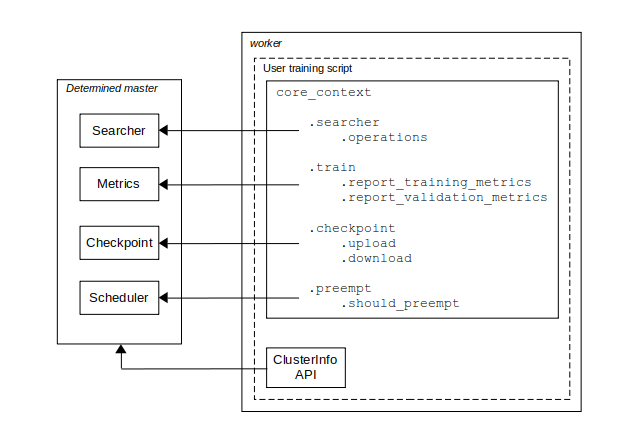 worker
User training script
Determined master
core_context
Searcher
.searcher
.operations
Metrics
.train
.report_training_metrics
.report_validation_metrics
Checkpoint
.checkpoint
.upload
.download
Scheduler
.preempt
.should_preempt
ClusterInfo
API